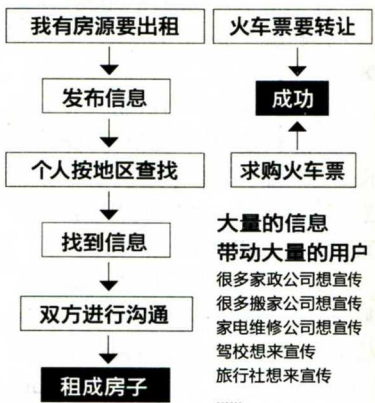 我有房源要出租
发布信息
个人按地区查找
找到信息
双方进行沟通
租成房子
火车票要转让
成功
求购火车票
大量的信息
带动大量的用户
很多家政公司想宣传
很多搬家公司想宣传
家电维修公司想宣传
驾校想来宣传
旅行社想来宣传
……